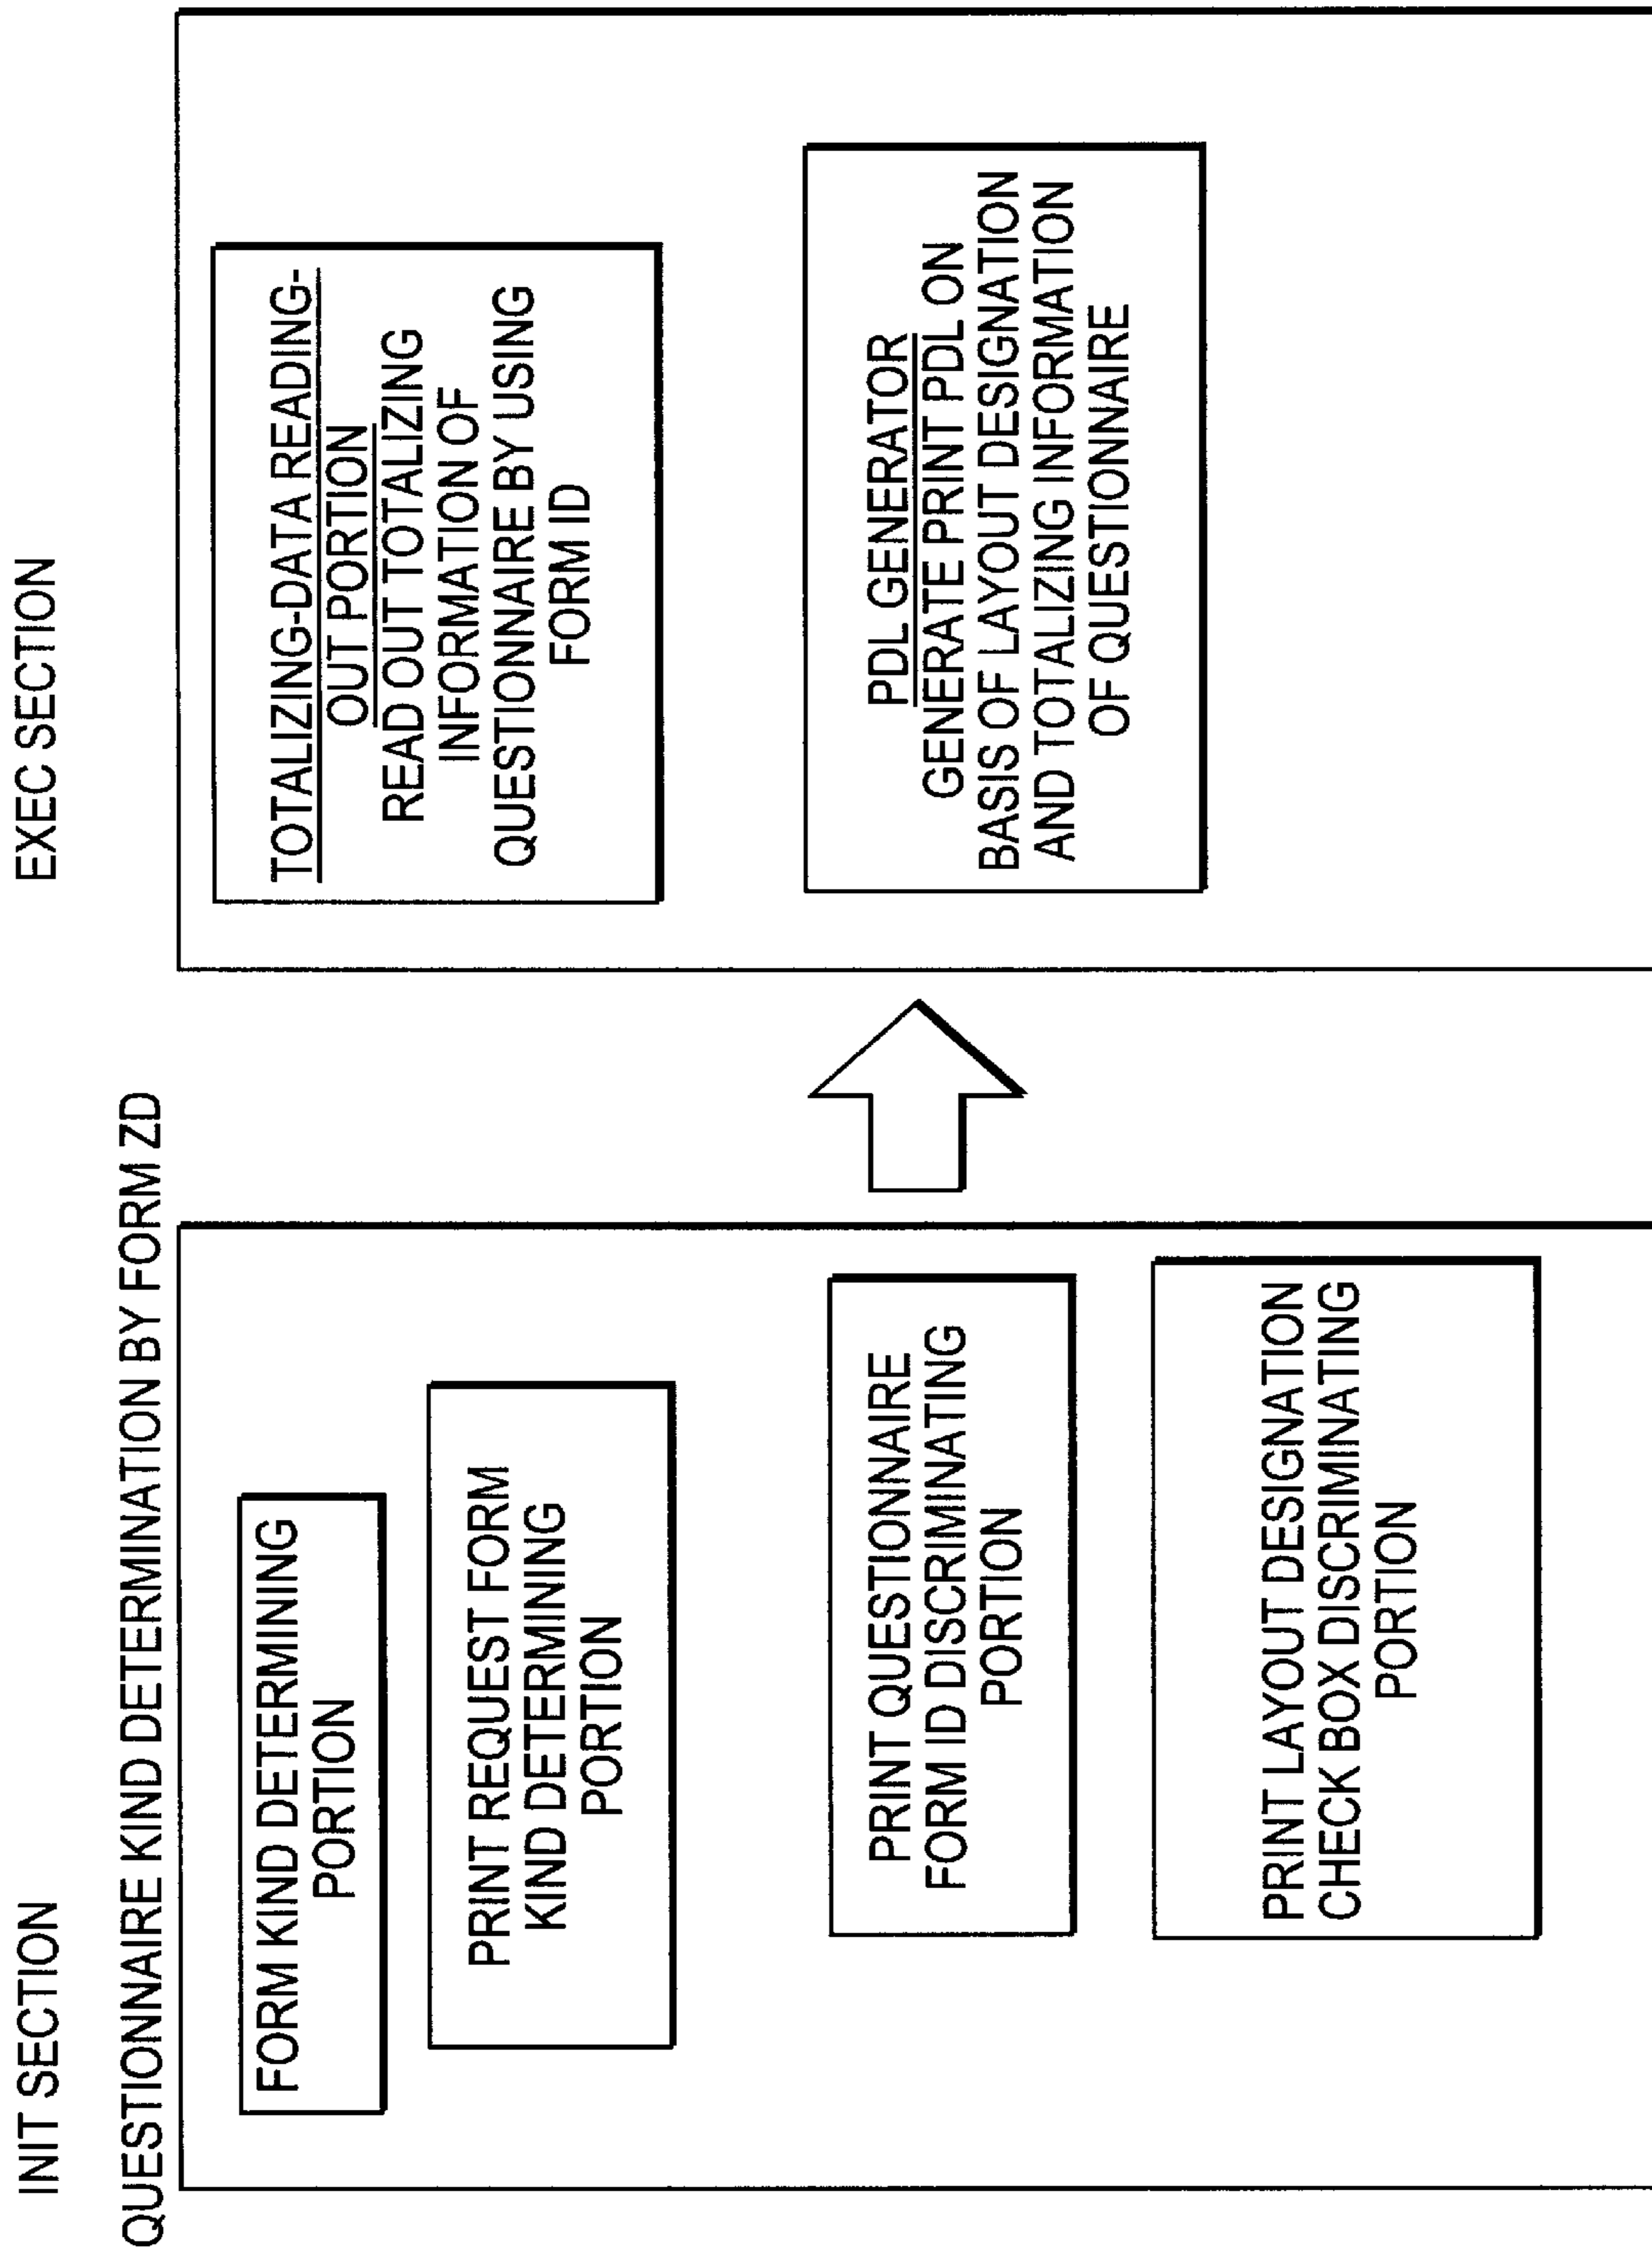 INIT SECTION
QUESTIONNAIRE KIND DETERMINATION BY FORM ZD
FORM KIND DETERMINING
PORTION
PRINT REQUEST FORM
KIND DETERMINING
PORTION
PRINT QUESTIONNAIRE
FORM ID DISCRIMINATING
PORTION
PRINT LAYOUT DESIGNATION
CHECK BOX DISCRIMINATING
PORTION
EXEC SECTION
TOTALIZING-DATA READING-
OUT PORTION
READ OUT TOTALIZING
INFORMATION OF
QUESTIONNAIRE BY USING
FORM ID
PDL GENERATOR
GENERATE PRINT PDL ON
BASIS OF LAYOUT DESIGNATION
AND TOTALIZING INFORMATION
OF QUESTIONNAIRE